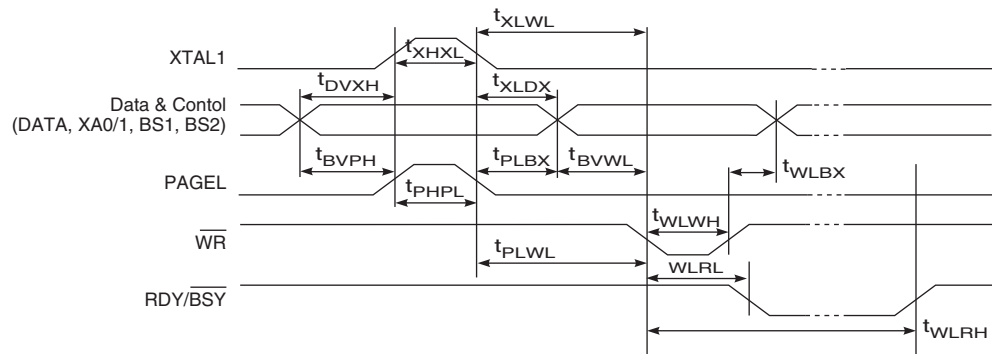 tXLWL
XTAL1
tXHXL
tDVXH
tXLDX
Data & Contol
(DATA, XA0/1, BS1, BS2)
tBVPH
tPLBX
tBVWL
tWLBX
PAGEL
tPHPL
tWLWH
WR
tPLWL
WLRL
RDY/BSY
tWLRH